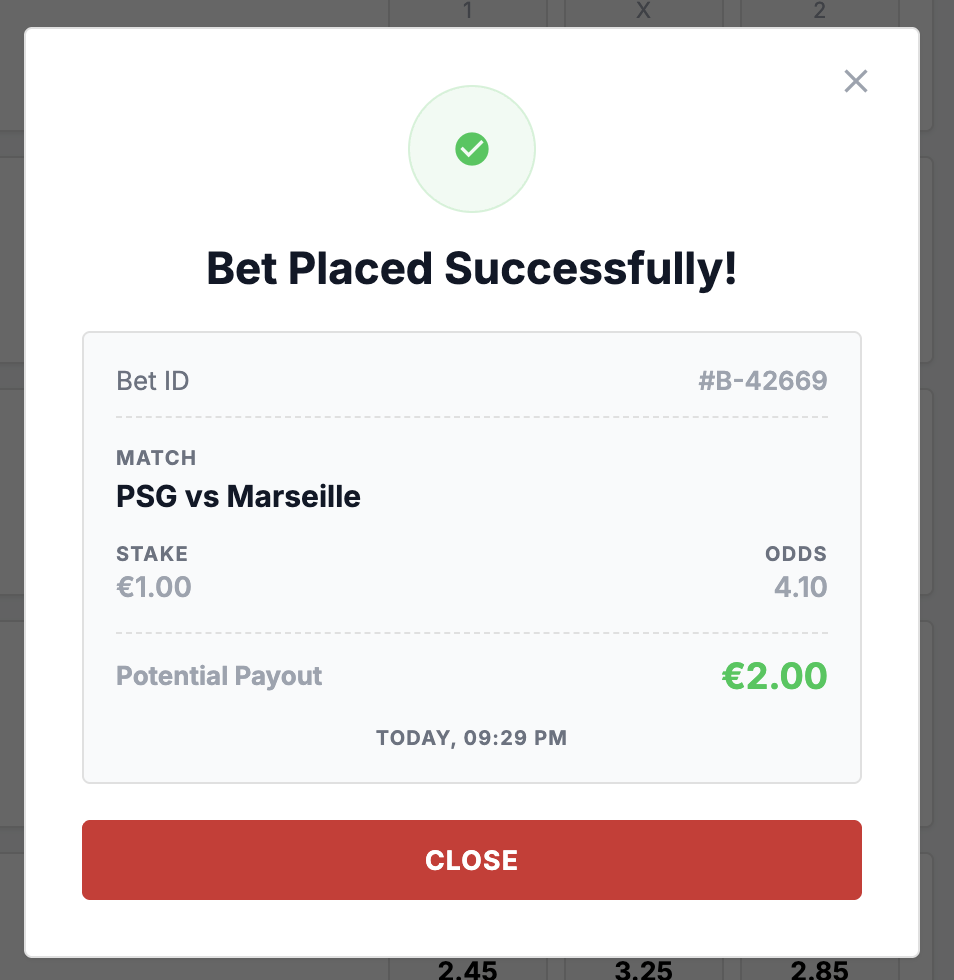 1 X 2
Bet Placed Successfully!
Bet ID #B-42669
MATCH
PSG vs Marseille
STAKE ODDS
€1.00 4.10
Potential Payout €2.00
TODAY, 09:29 PM
CLOSE
2.45 3.25 2.85